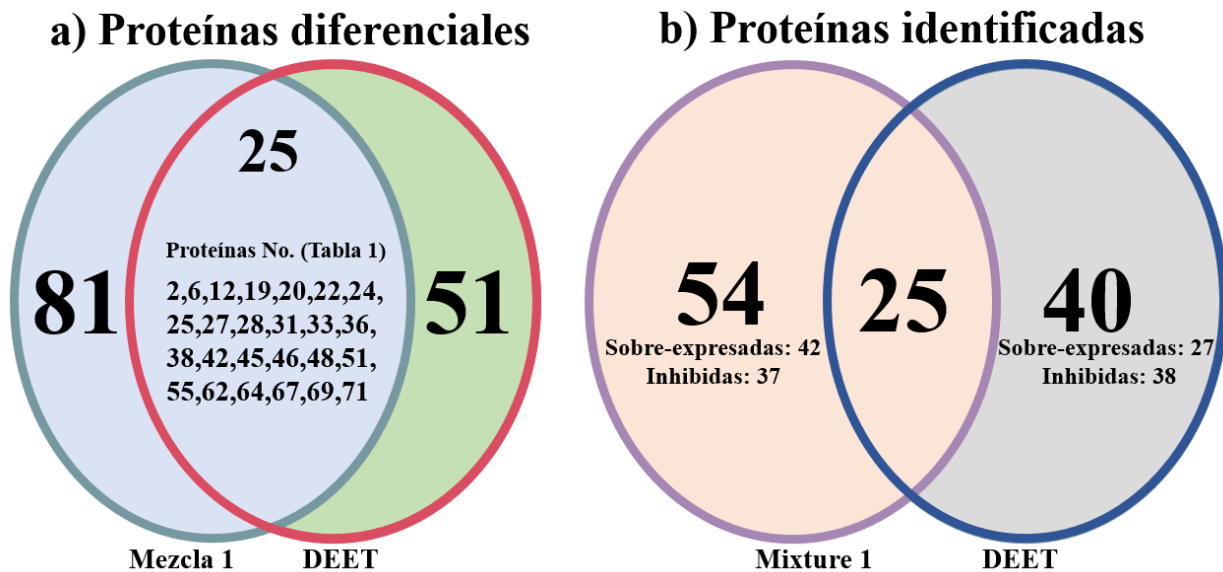 a) Proteínas diferenciales
25
Proteínas No. (Tabla 1)
2,6,12,19,20,22,24,
25,27,28,31,33,36,
38,42,45,46,48,51,
55,62,64,67,69,71
81
51
Mezcla 1
DEET
b) Proteínas identificadas
54
Sobre-expresadas: 42
Inhibidas: 37
25
40
Sobre-expresadas: 27
Inhibidas: 38
Mixture 1
DEET